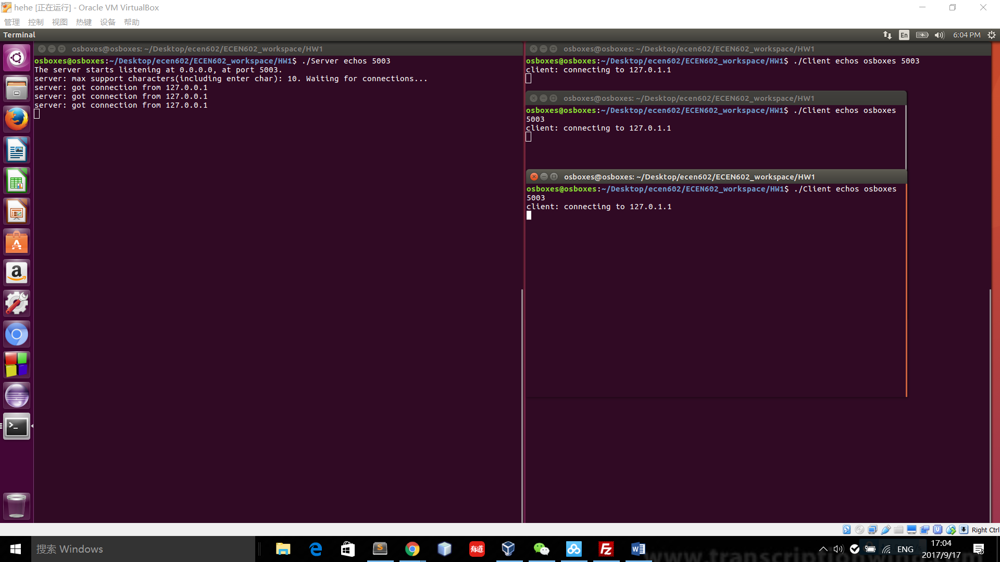 hehe [正在运行] - Oracle VM VirtualBox
管理 控制 视图 热键 设备 帮助
Terminal
En
6:04 PM
osboxes@osboxes: ~/Desktop/ecen602/ECEN602_workspace/HW1
osboxes@osboxes:~/Desktop/ecen602/ECEN602_workspace/HW1$ ./Server echos 5003
The server starts listening at 0.0.0.0, at port 5003.
server: max support characters(including enter char): 10. Waiting for connections...
server: got connection from 127.0.0.1
server: got connection from 127.0.0.1
server: got connection from 127.0.0.1
osboxes@osboxes: ~/Desktop/ecen602/ECEN602_workspace/HW1
osboxes@osboxes:~/Desktop/ecen602/ECEN602_workspace/HW1$ ./Client echos osboxes 5003
client: connecting to 127.0.1.1
osboxes@osboxes: ~/Desktop/ecen602/ECEN602_workspace/HW1
osboxes@osboxes:~/Desktop/ecen602/ECEN602_workspace/HW1$ ./Client echos osboxes
5003
client: connecting to 127.0.1.1
osboxes@osboxes: ~/Desktop/ecen602/ECEN602_workspace/HW1
osboxes@osboxes:~/Desktop/ecen602/ECEN602_workspace/HW1$ ./Client echos osboxes
5003
client: connecting to 127.0.1.1
Right Ctrl
搜索 Windows
有道
ENG
17:04
2017/9/17